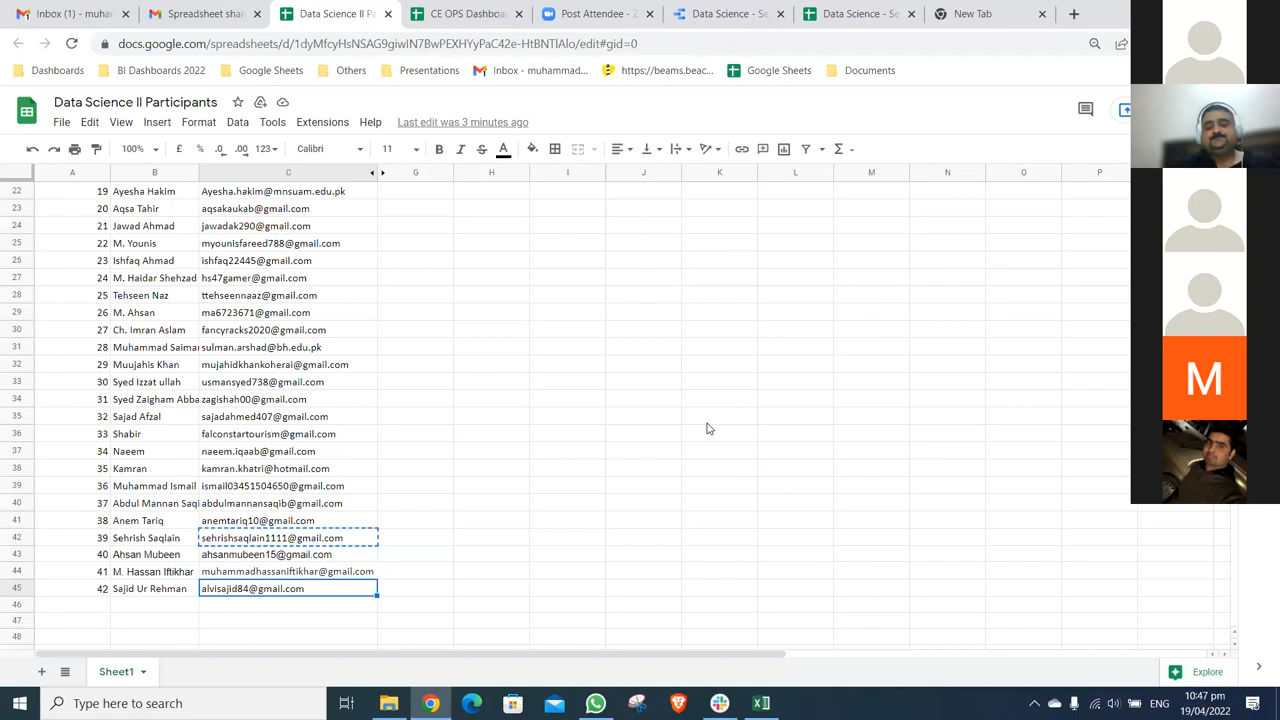 Inbox (1) - muhamm
Spreadsheet share
Data Science II Pa
CE OPS Dashboard
Post Attendee - Z
Data Science - Se
Data Science - Se
New Tab
docs.google.com/spreadsheets/d/1dyMfcyHsNSAG9giwIN7DwPEXHYyPaC42e-HtBNTlAlo/edit#gid=0
Dashboards
BI Dashboards 2022
Google Sheets
Others
Presentations
Inbox - muhammad...
https://beams.beac...
Google Sheets
Documents
Data Science II Participants
File Edit View Insert Format Data Tools Extensions Help Last edit was 3 minutes ago
100% £ % .0 .00 123 Calibri 11 B I S A
A B C G H I J K L M N O P
22 19 Ayesha Hakim Ayesha.hakim@mnsuam.edu.pk
23 20 Aqsa Tahir aqsakaukab@gmail.com
24 21 Jawad Ahmad jawadak290@gmail.com
25 22 M. Younis myounisfareed788@gmail.com
26 23 Ishfaq Ahmad ishfaq22445@gmail.com
27 24 M. Haidar Shehzad hs47gamer@gmail.com
28 25 Tehseen Naz ttehseennaaz@gmail.com
29 26 M. Ahsan ma6723671@gmail.com
30 27 Ch. Imran Aslam fancyracks2020@gmail.com
31 28 Muhammad Saiman sulman.arshad@bh.edu.pk
32 29 Muujahis Khan mujahidkhankoherai@gmail.com
33 30 Syed Izzat ullah usmansyed738@gmail.com
34 31 Syed Zaigham Abba zagishah00@gmail.com
35 32 Sajad Afzal sajadahmed407@gmail.com
36 33 Shabir falconstartourism@gmail.com
37 34 Naeem naeem.iqaab@gmail.com
38 35 Kamran kamran.khatri@hotmail.com
39 36 Muhammad Ismail ismail03451504650@gmail.com
40 37 Abdul Mannan Saqi abdulmannansaqib@gmail.com
41 38 Anem Tariq anemtariq10@gmail.com
42 39 Sehrish Saqlain sehrishsaqlain1111@gmail.com
43 40 Ahsan Mubeen ahsanmubeen15@gmail.com
44 41 M. Hassan Iftikhar muhammadhassaniftikhar@gmail.com
45 42 Sajid Ur Rehman alvisajid84@gmail.com
46
47
48
M
Sheet1
Explore
Type here to search
ENG
10:47 pm
19/04/2022